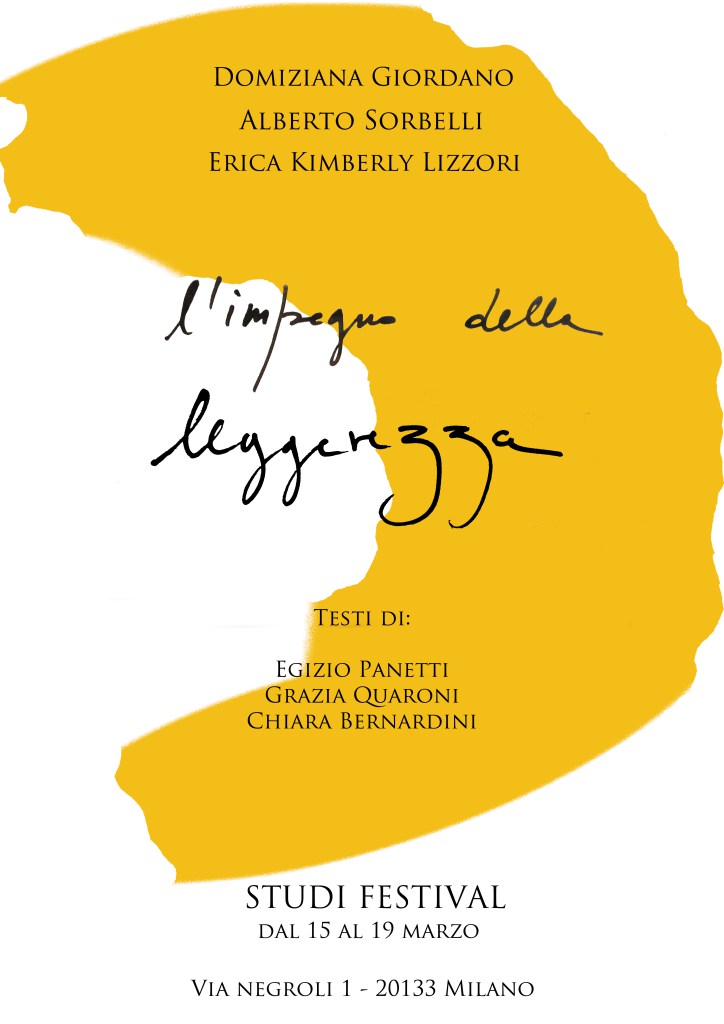 Domiziana Giordano
Alberto Sorbelli
Erica Kimberly Lizzori
l'impegno della
leggerezza
Testi di:
Egizio Panetti
Grazia Quaroni
Chiara Bernardini
STUDI FESTIVAL
dal 15 al 19 marzo
Via negroli 1 - 20133 Milano